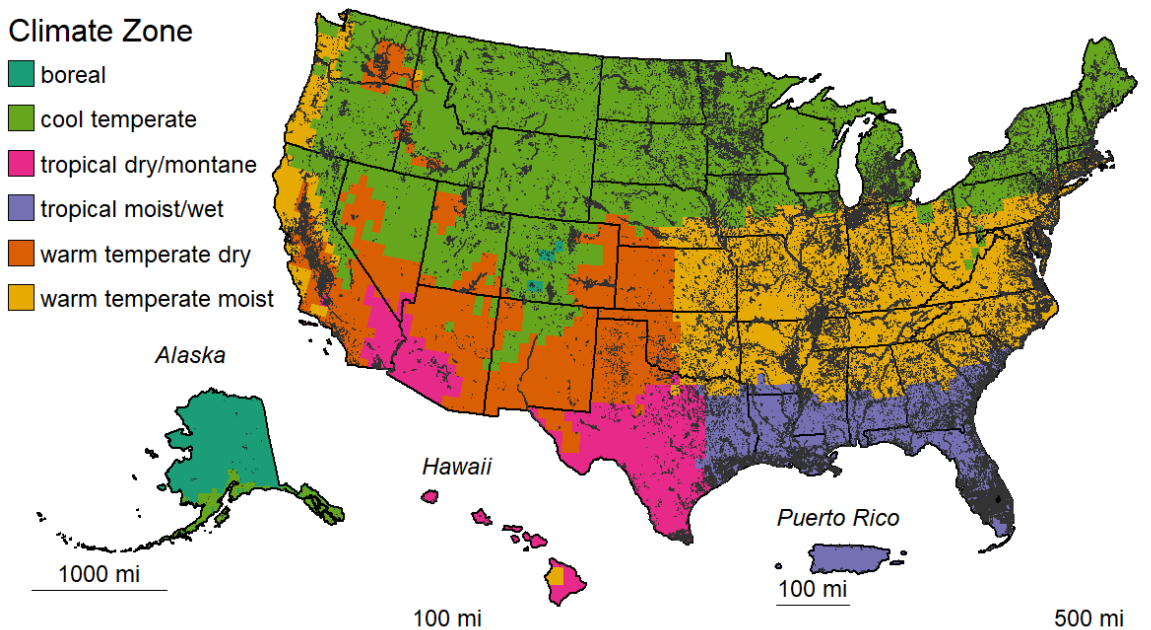 Climate Zone
boreal
cool temperate
tropical dry/montane
tropical moist/wet
warm temperate dry
warm temperate moist
Alaska
Hawaii
Puerto Rico
1000 mi
100 mi
100 mi
500 mi